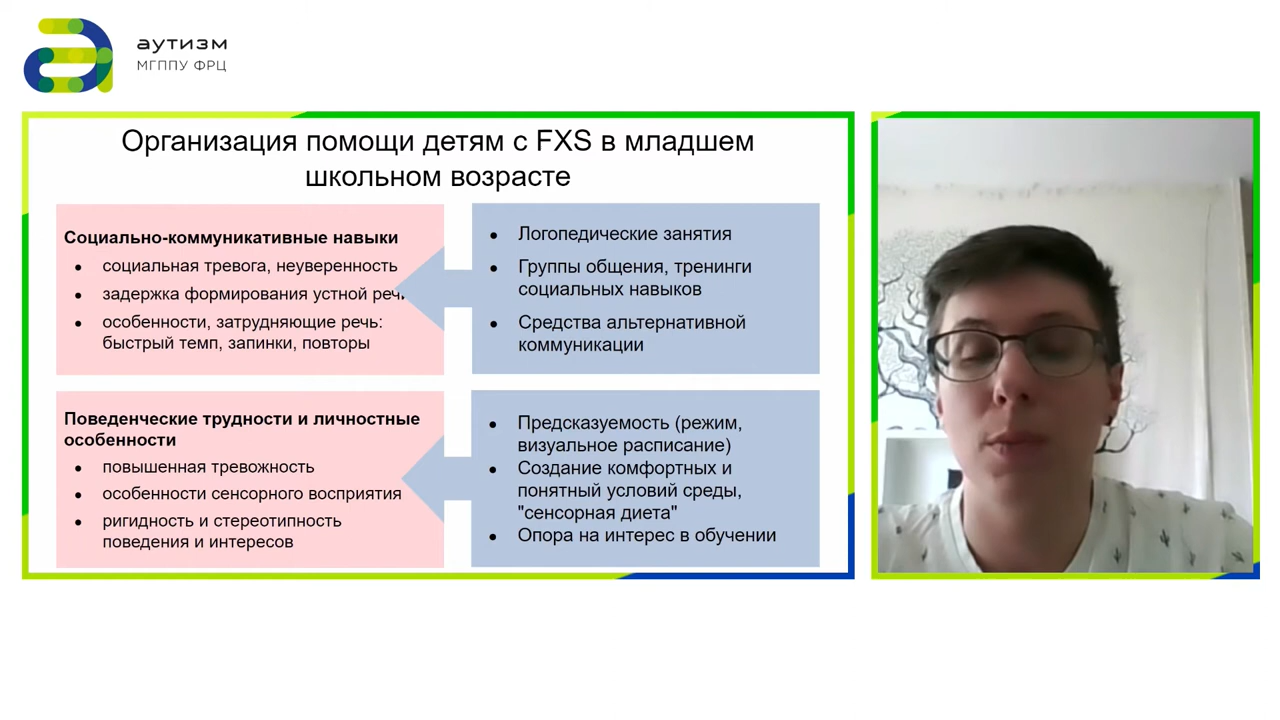 аутизм
МГППУ ФРЦ
Организация помощи детям с FXS в младшем
школьном возрасте
Социально-коммуникативные навыки
● социальная тревога, неуверенность
● задержка формирования устной речи
● особенности, затрудняющие речь:
быстрый темп, запинки, повторы
● Логопедические занятия
● Группы общения, тренинги
социальных навыков
● Средства альтернативной
коммуникации
Поведенческие трудности и личностные
особенности
● повышенная тревожность
● особенности сенсорного восприятия
● ригидность и стереотипность
поведения и интересов
● Предсказуемость (режим,
визуальное расписание)
● Создание комфортных и
понятный условий среды,
"сенсорная диета"
● Опора на интерес в обучении